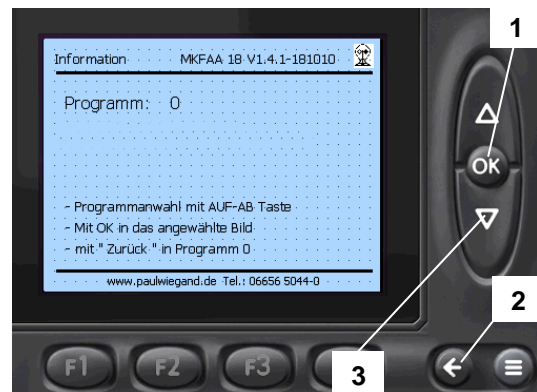 1
Information MKFAA 18 V1.4.1-181010
Programm: 0
OK
- Programmanwahl mit AUF-AB Taste
- Mit OK in das angewählte Bild
- mit " Zurück " in Programm 0
www.paulwiegand.de Tel.: 06656 5044-0
2
F1 F2 F3
3